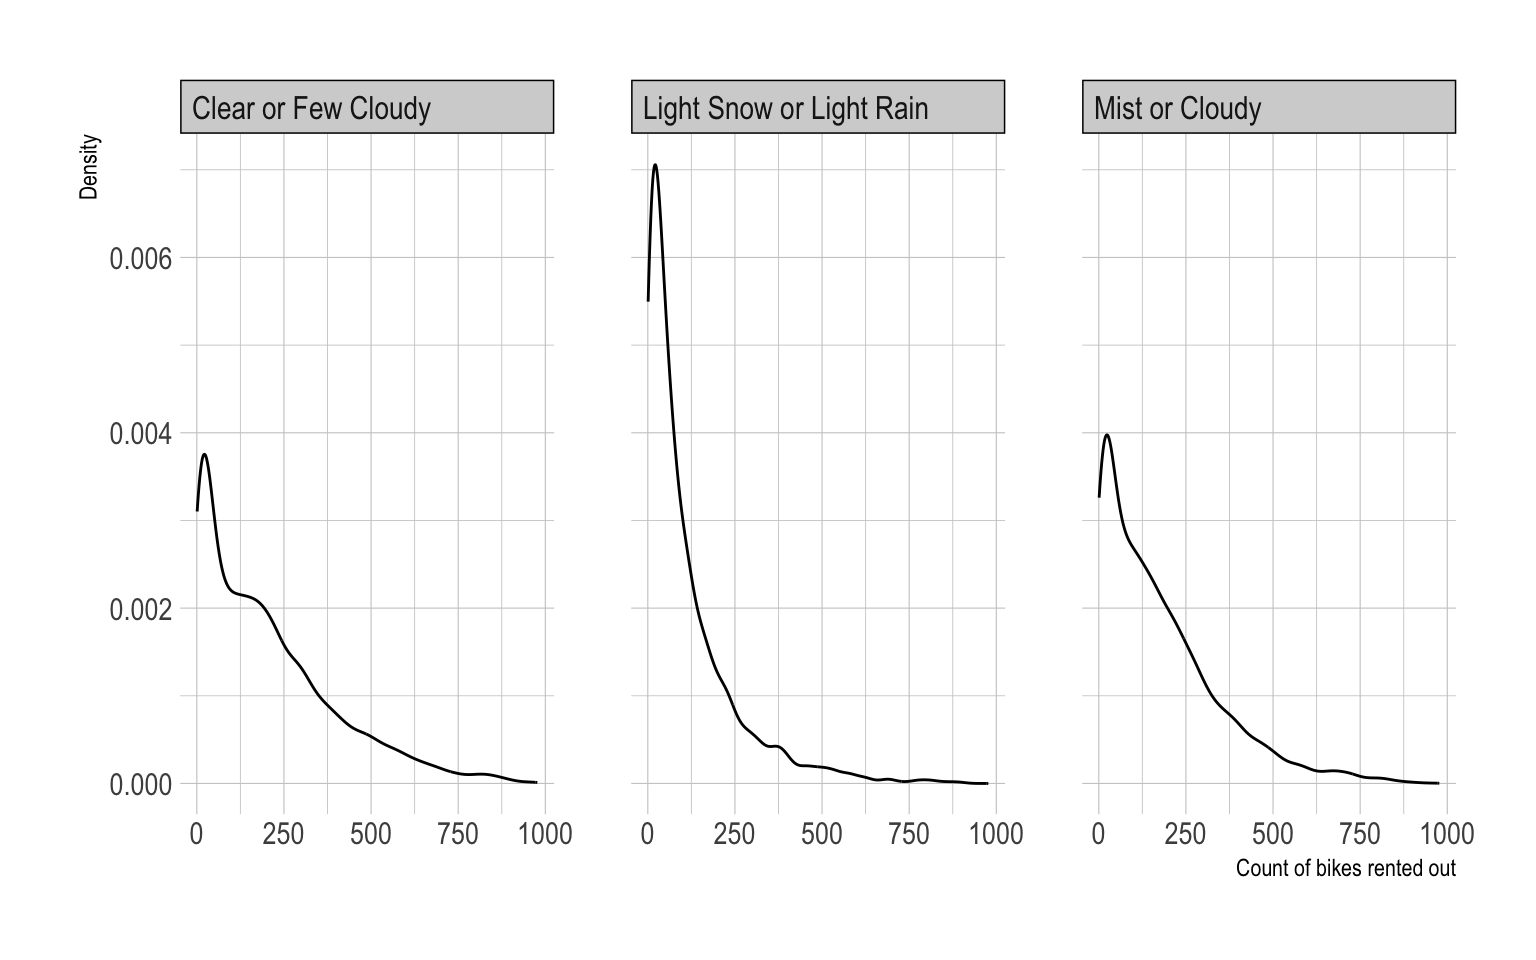 Clear or Few Cloudy
Light Snow or Light Rain
Mist or Cloudy
Density
0.006
0.004
0.002
0.000
0 250 500 750 1000
0 250 500 750 1000
0 250 500 750 1000
Count of bikes rented out